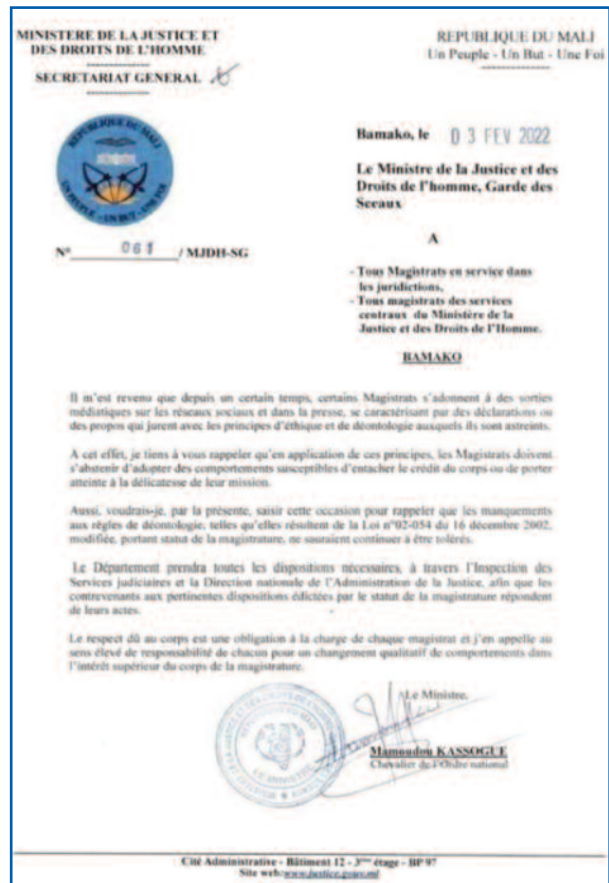 MINISTERE DE LA JUSTICE ET
DES DROITS DE L'HOMME
SECRETARIAT GENERAL
REPUBLIQUE DU MALI
Un Peuple - Un But - Une Foi
REPUBLIQUE DU MALI
UN PEUPLE - UN BUT - UNE FOI
N° 061 / MJDH-SG
Bamako, le 03 FEV 2022
Le Ministre de la Justice et des
Droits de l'homme, Garde des
Sceaux
A
- Tous Magistrats en service dans
les juridictions,
- Tous magistrats des services
centraux du Ministère de la
Justice et des Droits de l'Homme.
BAMAKO
Il m'est revenu que depuis un certain temps, certains Magistrats s'adonnent à des sorties
médiatiques sur les réseaux sociaux et dans la presse, se caractérisant par des déclarations ou
des propos qui jurent avec les principes d'éthique et de déontologie auxquels ils sont astreints.
A cet effet, je tiens à vous rappeler qu'en application de ces principes, les Magistrats doivent
s'abstenir d'adopter des comportements susceptibles d'entacher le crédit du corps ou de porter
atteinte à la délicatesse de leur mission.
Aussi, voudrais-je, par la présente, saisir cette occasion pour rappeler que les manquements
aux règles de déontologie, telles qu'elles résultent de la Loi n°02-054 du 16 décembre 2002,
modifiée, portant statut de la magistrature, ne sauraient continuer à être tolérés.
Le Département prendra toutes les dispositions nécessaires, à travers l'Inspection des
Services judiciaires et la Direction nationale de l'Administration de la Justice, afin que les
contrevenants aux pertinentes dispositions édictées par le statut de la magistrature répondent
de leurs actes.
Le respect dû au corps est une obligation à la charge de chaque magistrat et j'en appelle au
sens élevé de responsabilité de chacun pour un changement qualitatif de comportements dans
l'intérêt supérieur du corps de la magistrature.
Le Ministre,
Mamoudou KASSOGUE
Chevalier de l'Ordre national
Cité Administrative - Bâtiment 12 - 3ème étage - BP 97
Site web:www.justice.gouv.ml